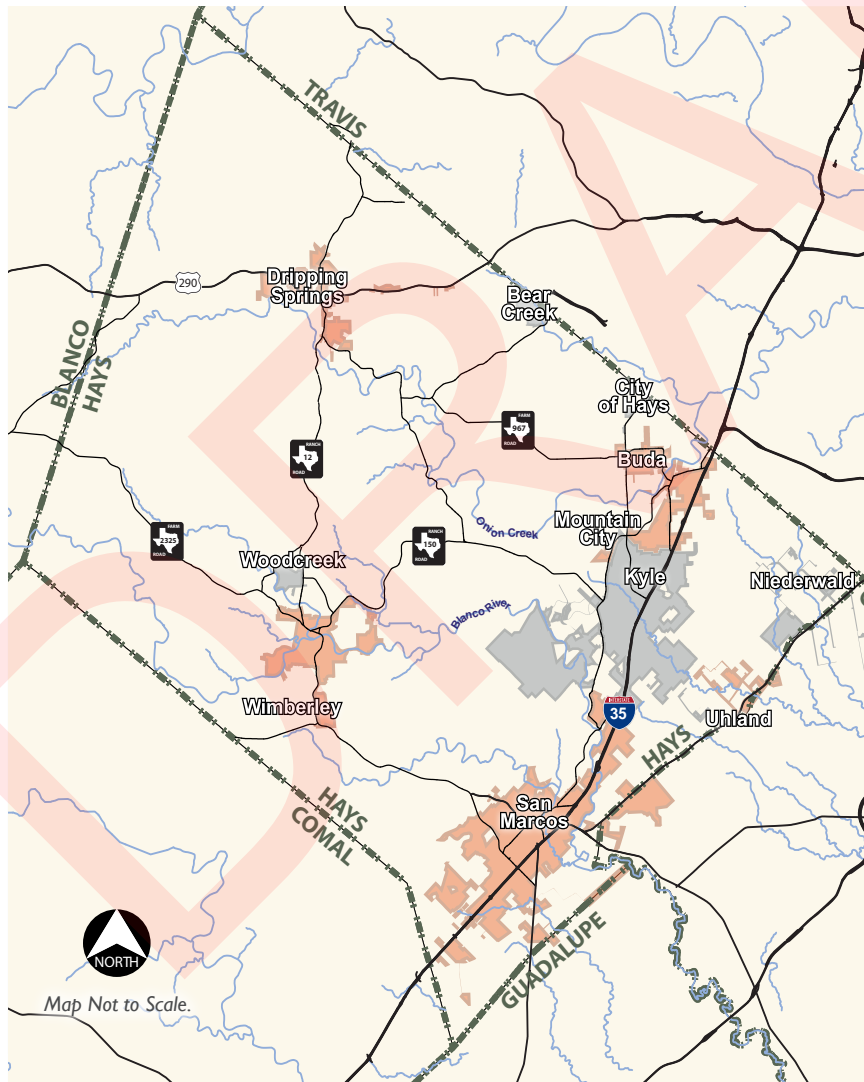 TRAVIS
290
Dripping
Springs
Bear
Creek
BLANCO
HAYS
City
of Hays
FARM
967
ROAD
RANCH
12
ROAD
Buda
Mountain
City
Onion Creek
FARM
2325
ROAD
RANCH
150
ROAD
Woodcreek
Kyle
Niederwald
Blanco River
Wimberley
INTERSTATE
35
Uhland
HAYS
San
Marcos
HAYS
COMAL
GUADALUPE
NORTH
Map Not to Scale.
DRA